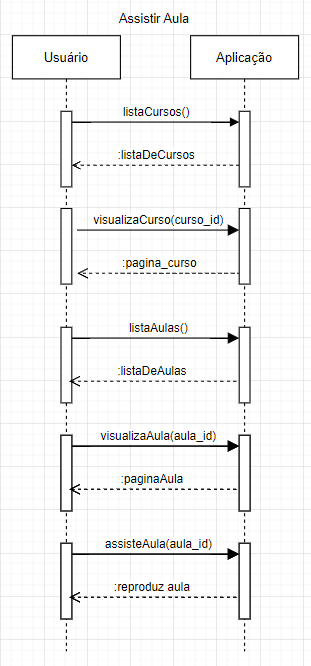 Assistir Aula
Usuário
Aplicação
listaCursos()
:listaDeCursos
visualizaCurso(curso_id)
:pagina_curso
listaAulas()
:listaDeAulas
visualizaAula(aula_id)
:paginaAula
assisteAula(aula_id)
:reproduz aula